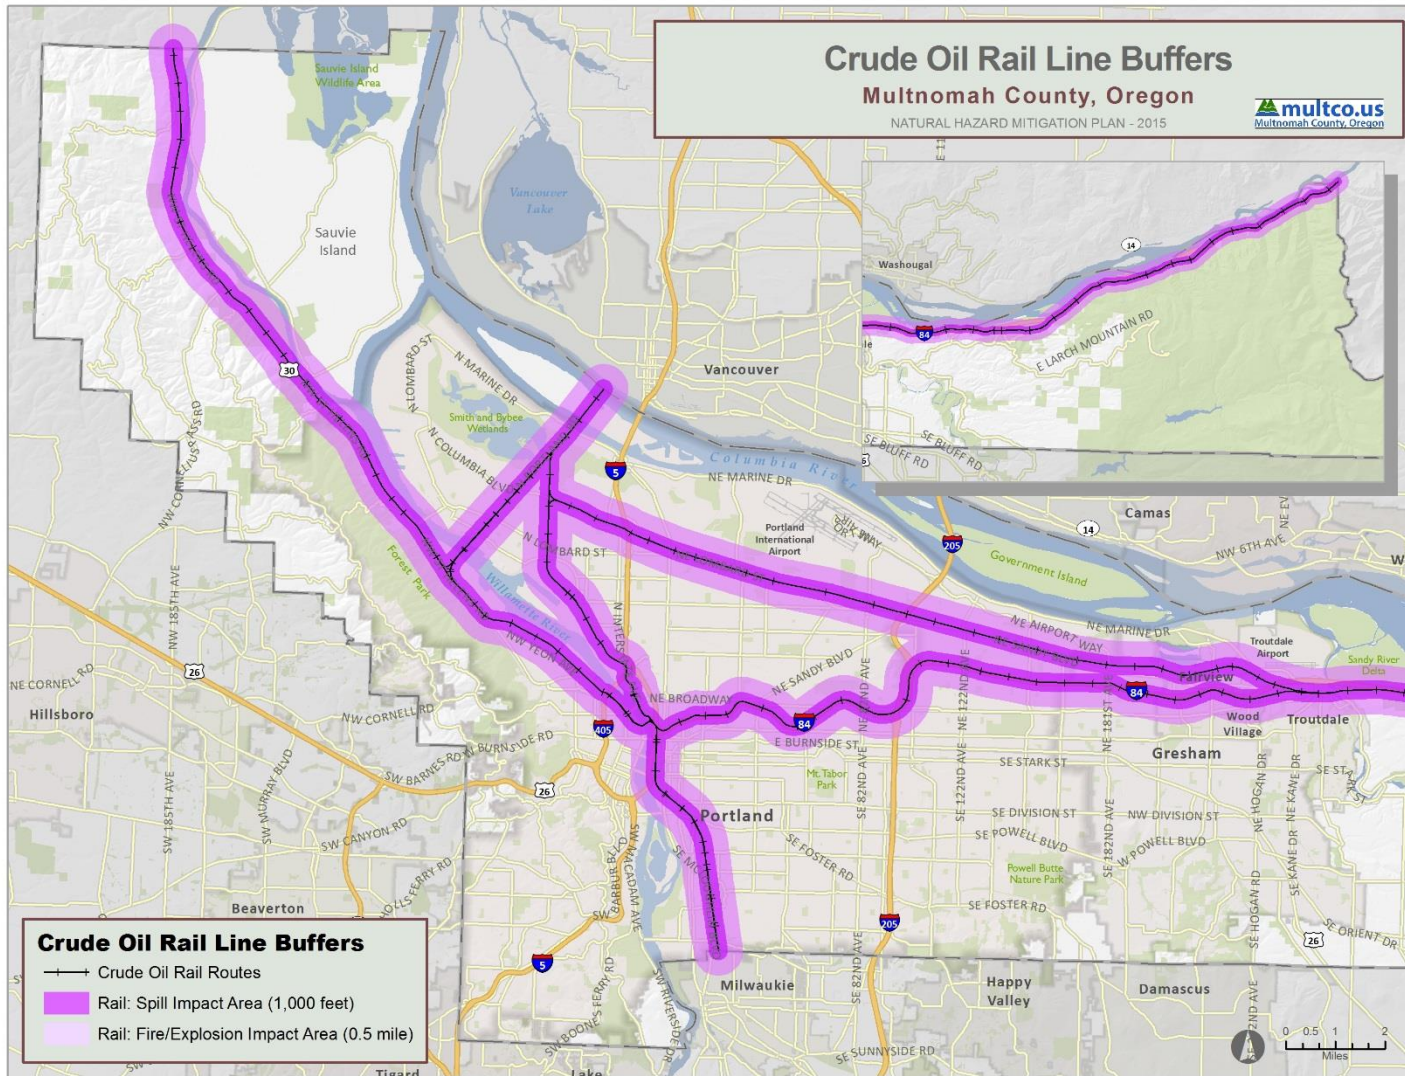 Crude Oil Rail Line Buffers
Multnomah County, Oregon
NATURAL HAZARD MITIGATION PLAN - 2015
multco.us
Multnomah County, Oregon
Sauvie Island
Wildlife Area
Sauvie
Island
Vancouver
Lake
30
N LOMBARD ST
N MARINE DR
Smith and Bybee
Wetlands
N COLUMBIA BLVD
Vancouver
5
Columbia River
NE MARINE DR
14
Washougal
84
E LARCH MOUNTAIN RD
SE BLUFF RD
SE BLUFF RD
Camas
14
NW 6TH AVE
Portland
International
Airport
205
Government Island
N LOMBARD ST
Forest Park
Willamette River
NW 185TH AVE
NE AIRPORT WAY
NE MARINE DR
Troutdale
Airport
Sandy River
Delta
NE CORNELL RD
26
Hillsboro
NW CORNELL RD
NE BROADWAY
NE SANDY BLVD
NE 122ND AVE
NE 181ST AVE
84
Fairview
84
Wood
Village
Troutdale
405
E BURNSIDE ST
Gresham
SW BARNES RD
26
SE STARK ST
Mt. Tabor
Park
SW 185TH AVE
SW MURRAY BLVD
SW CANYON RD
Portland
SE 82ND AVE
SE 122ND AVE
SE DIVISION ST
NW DIVISION ST
SE POWELL BLVD
W POWELL BLVD
SE 182ND AVE
NE HOGAN DR
NE KANE DR
SE KANE DR
SE FOSTER RD
Powell Butte
Nature Park
SE FOSTER RD
SE HOGAN RD
SW MACADAM AVE
SW BARBUR BLVD
Beaverton
205
26
SE ORIENT DR
5
Milwaukie
SE 82ND AVE
Happy
Valley
Damascus
SW BOONES FERRY RD
SW RIVERSIDE DR
SE SUNNYSIDE RD
Tigard
Lake
Crude Oil Rail Line Buffers
Crude Oil Rail Routes
Rail: Spill Impact Area (1,000 feet)
Rail: Fire/Explosion Impact Area (0.5 mile)
0 0.5 1 2
Miles